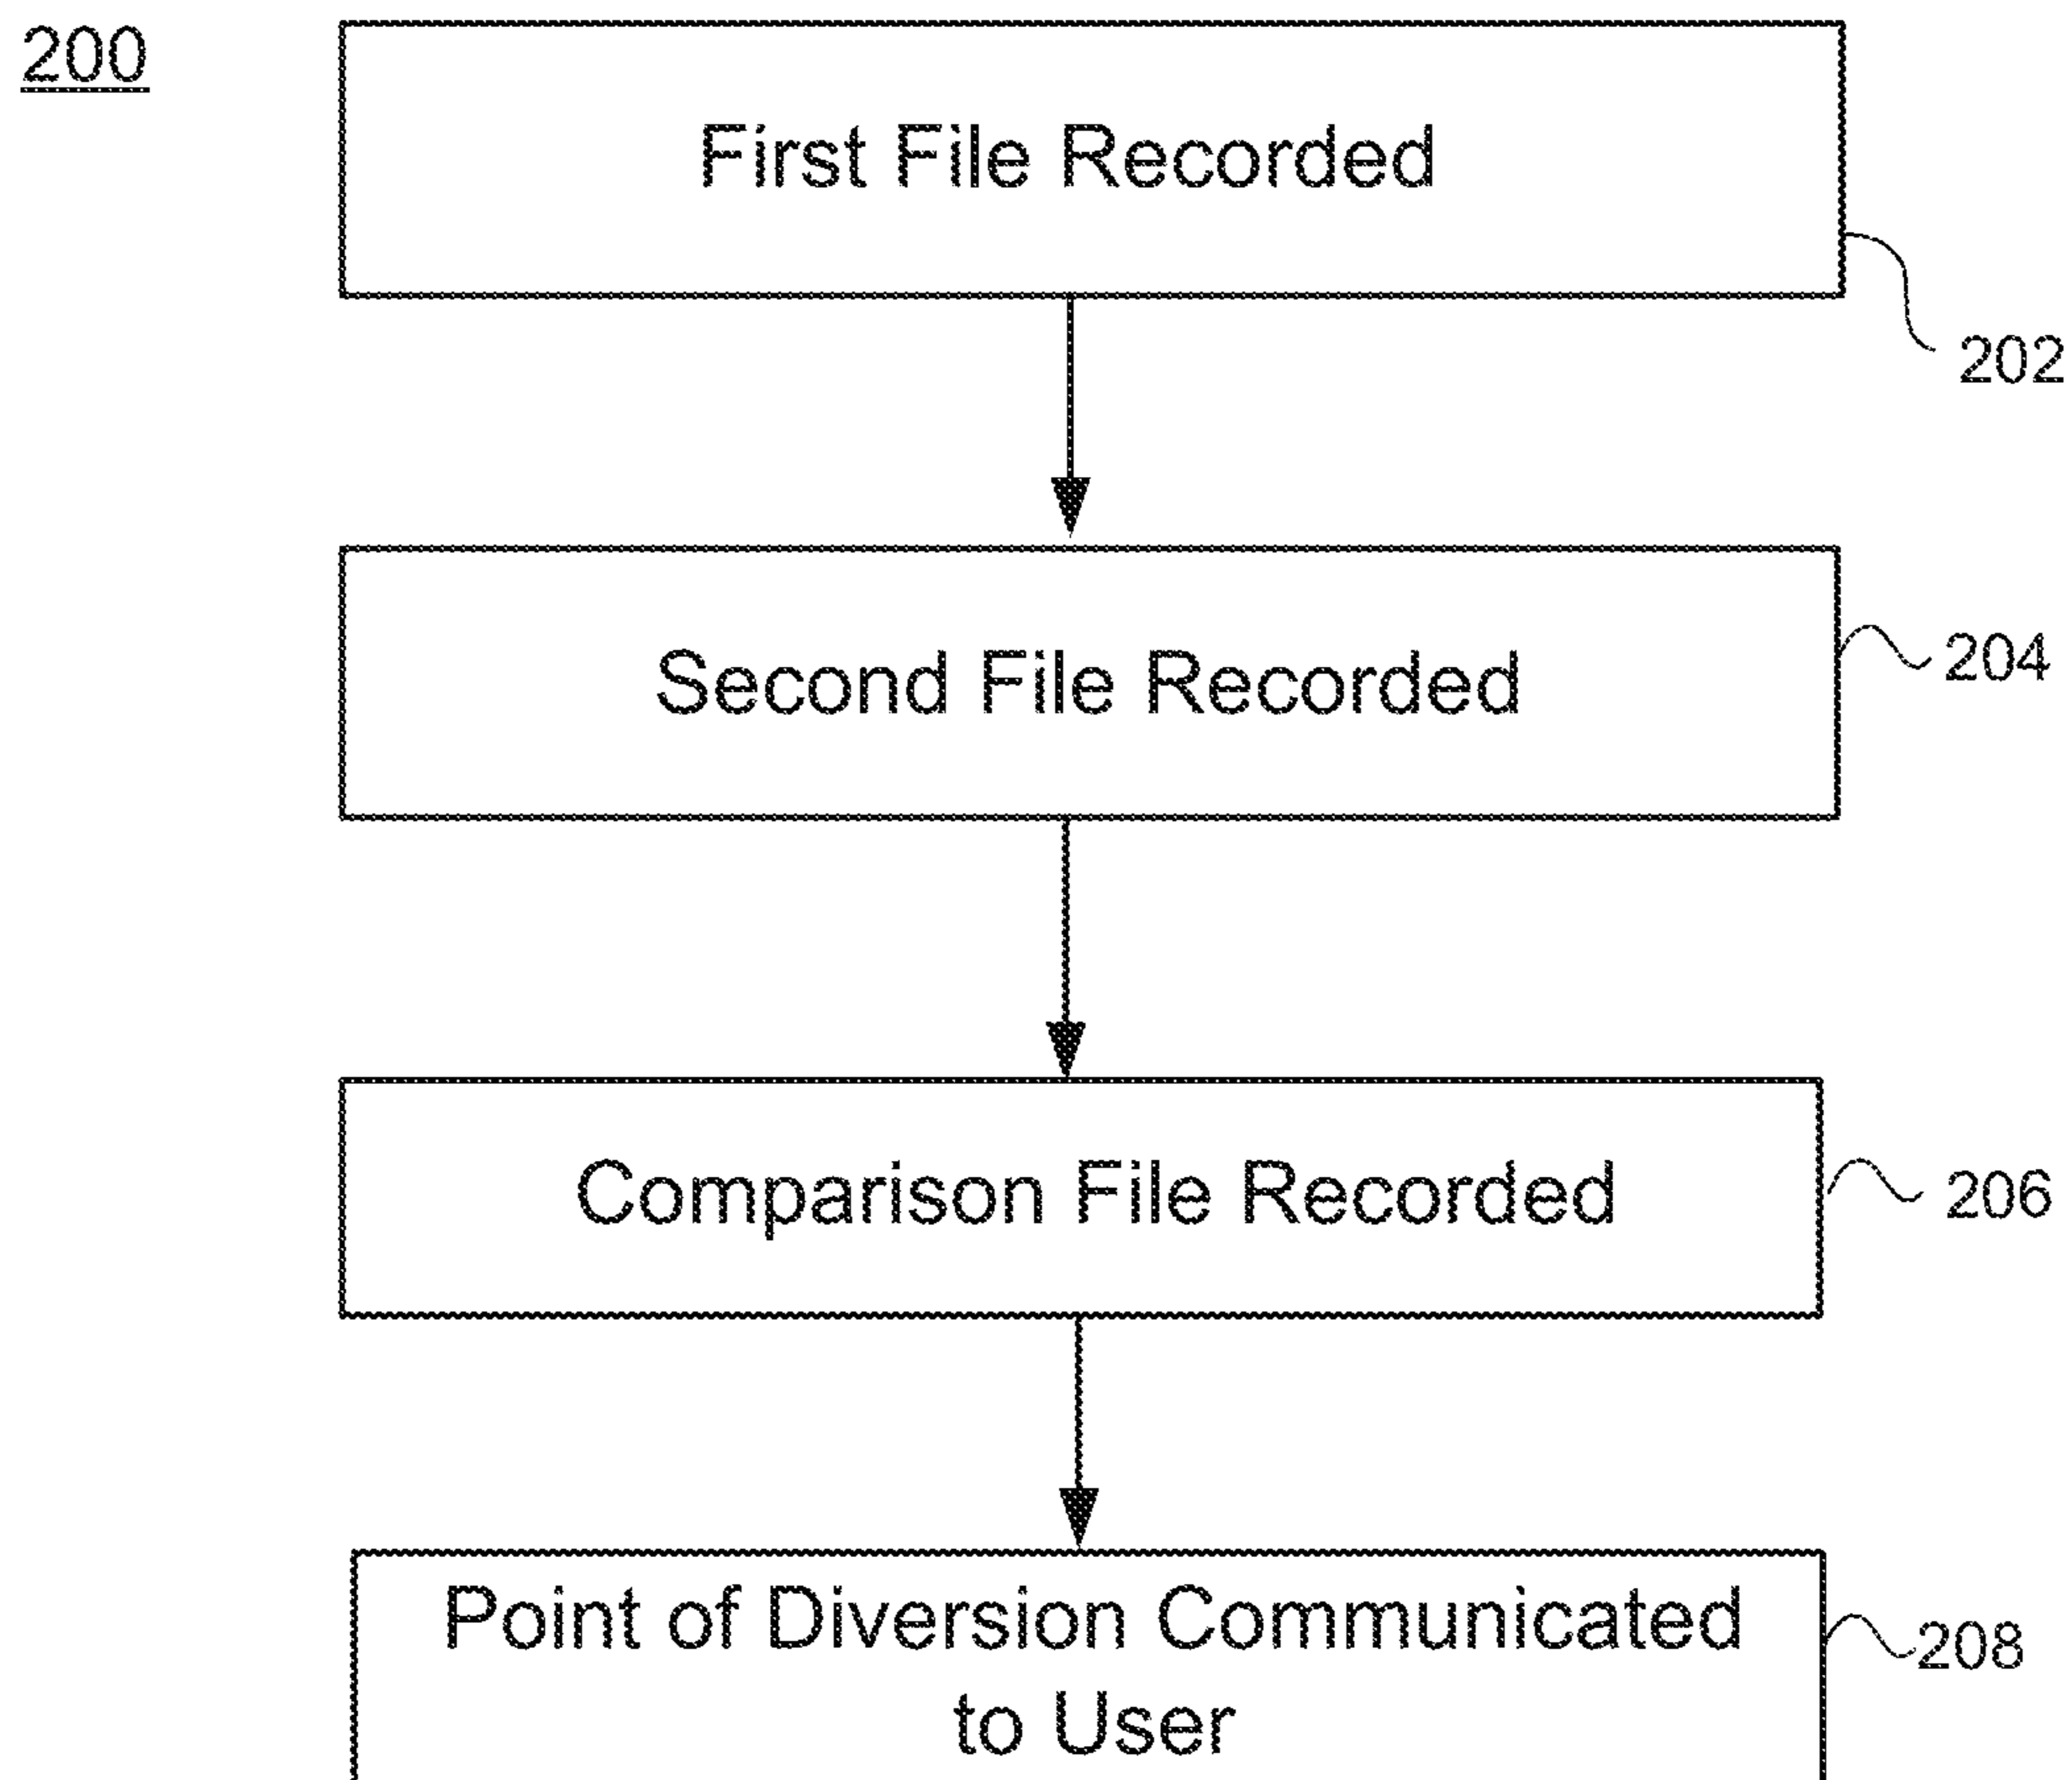 200
First File Recorded
202
Second File Recorded
204
Comparison File Recorded
206
Point of Diversion Communicated
to User
208